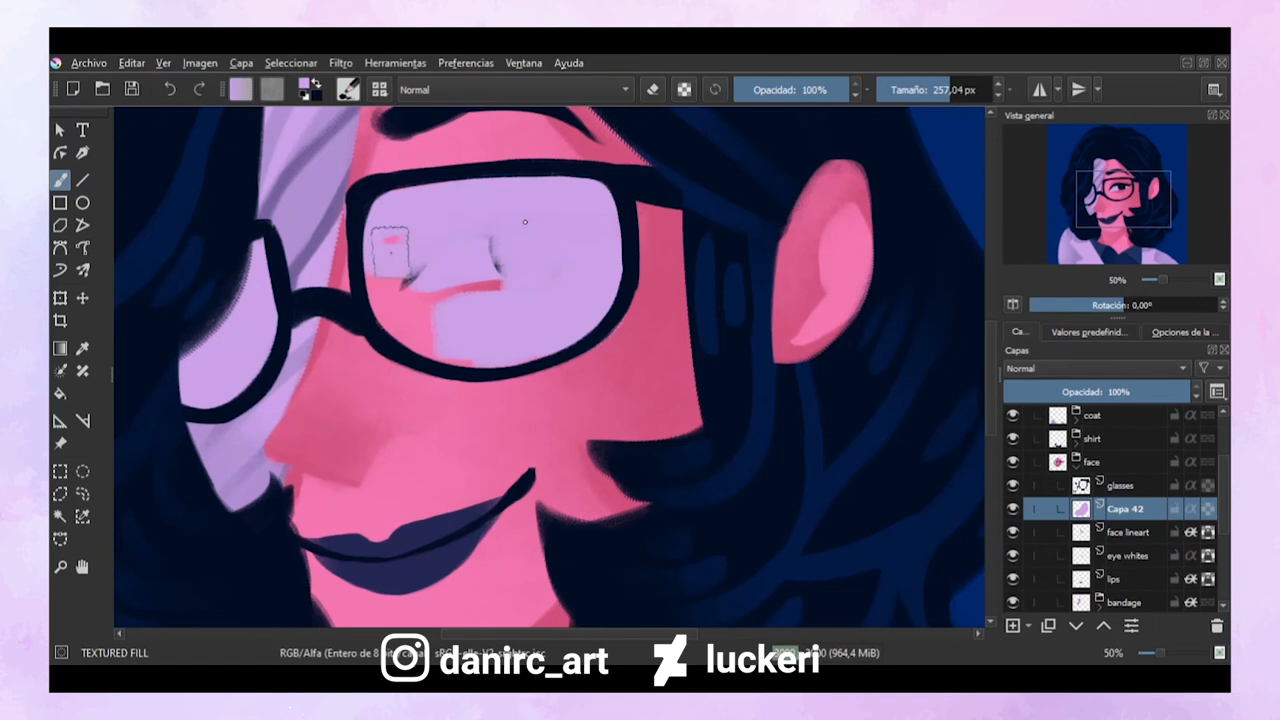 Archivo Editar Ver Imagen Capa Seleccionar Filtro Herramientas Preferencias Ventana Ayuda
Normal Opacidad: 100% Tamaño: 257,04 px
Vista general
50%
Rotación: 0,00º
Ca... Valores predefinid... Opciones de la ...
Capas
Normal
Opacidad: 100%
coat
shirt
face
glasses
Capa 42
face lineart
eye whites
lips
bandage
TEXTURED FILL
RGB/Alfa (Entero de 8
(964,4 MiB)
50%
danirc_art luckeri